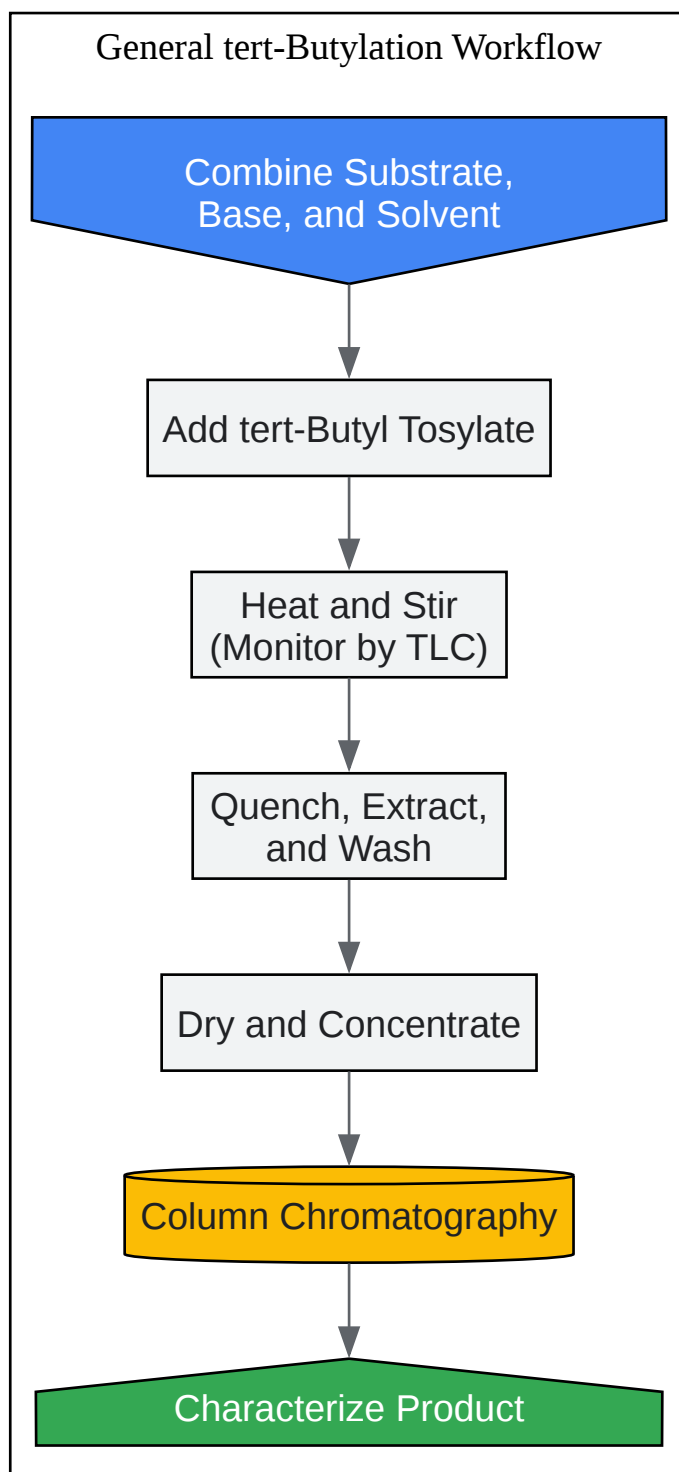 General tert-Butylation Workflow
Combine Substrate,
Base, and Solvent
Add tert-Butyl Tosylate
Heat and Stir
(Monitor by TLC)
Quench, Extract,
and Wash
Dry and Concentrate
Column Chromatography
Characterize Product